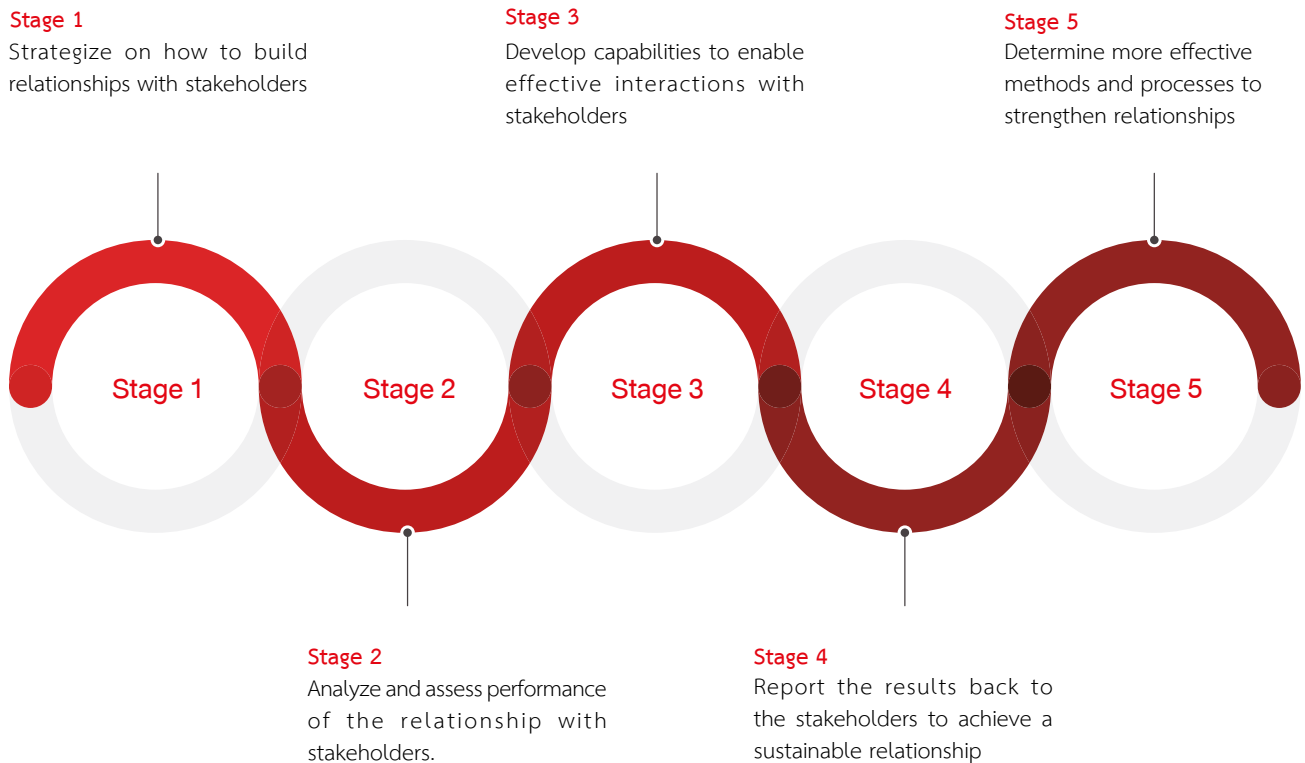 Stage 1
Strategize on how to build
relationships with stakeholders
Stage 3
Develop capabilities to enable
effective interactions with
stakeholders
Stage 5
Determine more effective
methods and processes to
strengthen relationships
Stage 1
Stage 2
Stage 3
Stage 4
Stage 5
Stage 2
Analyze and assess performance
of the relationship with
stakeholders.
Stage 4
Report the results back to
the stakeholders to achieve a
sustainable relationship